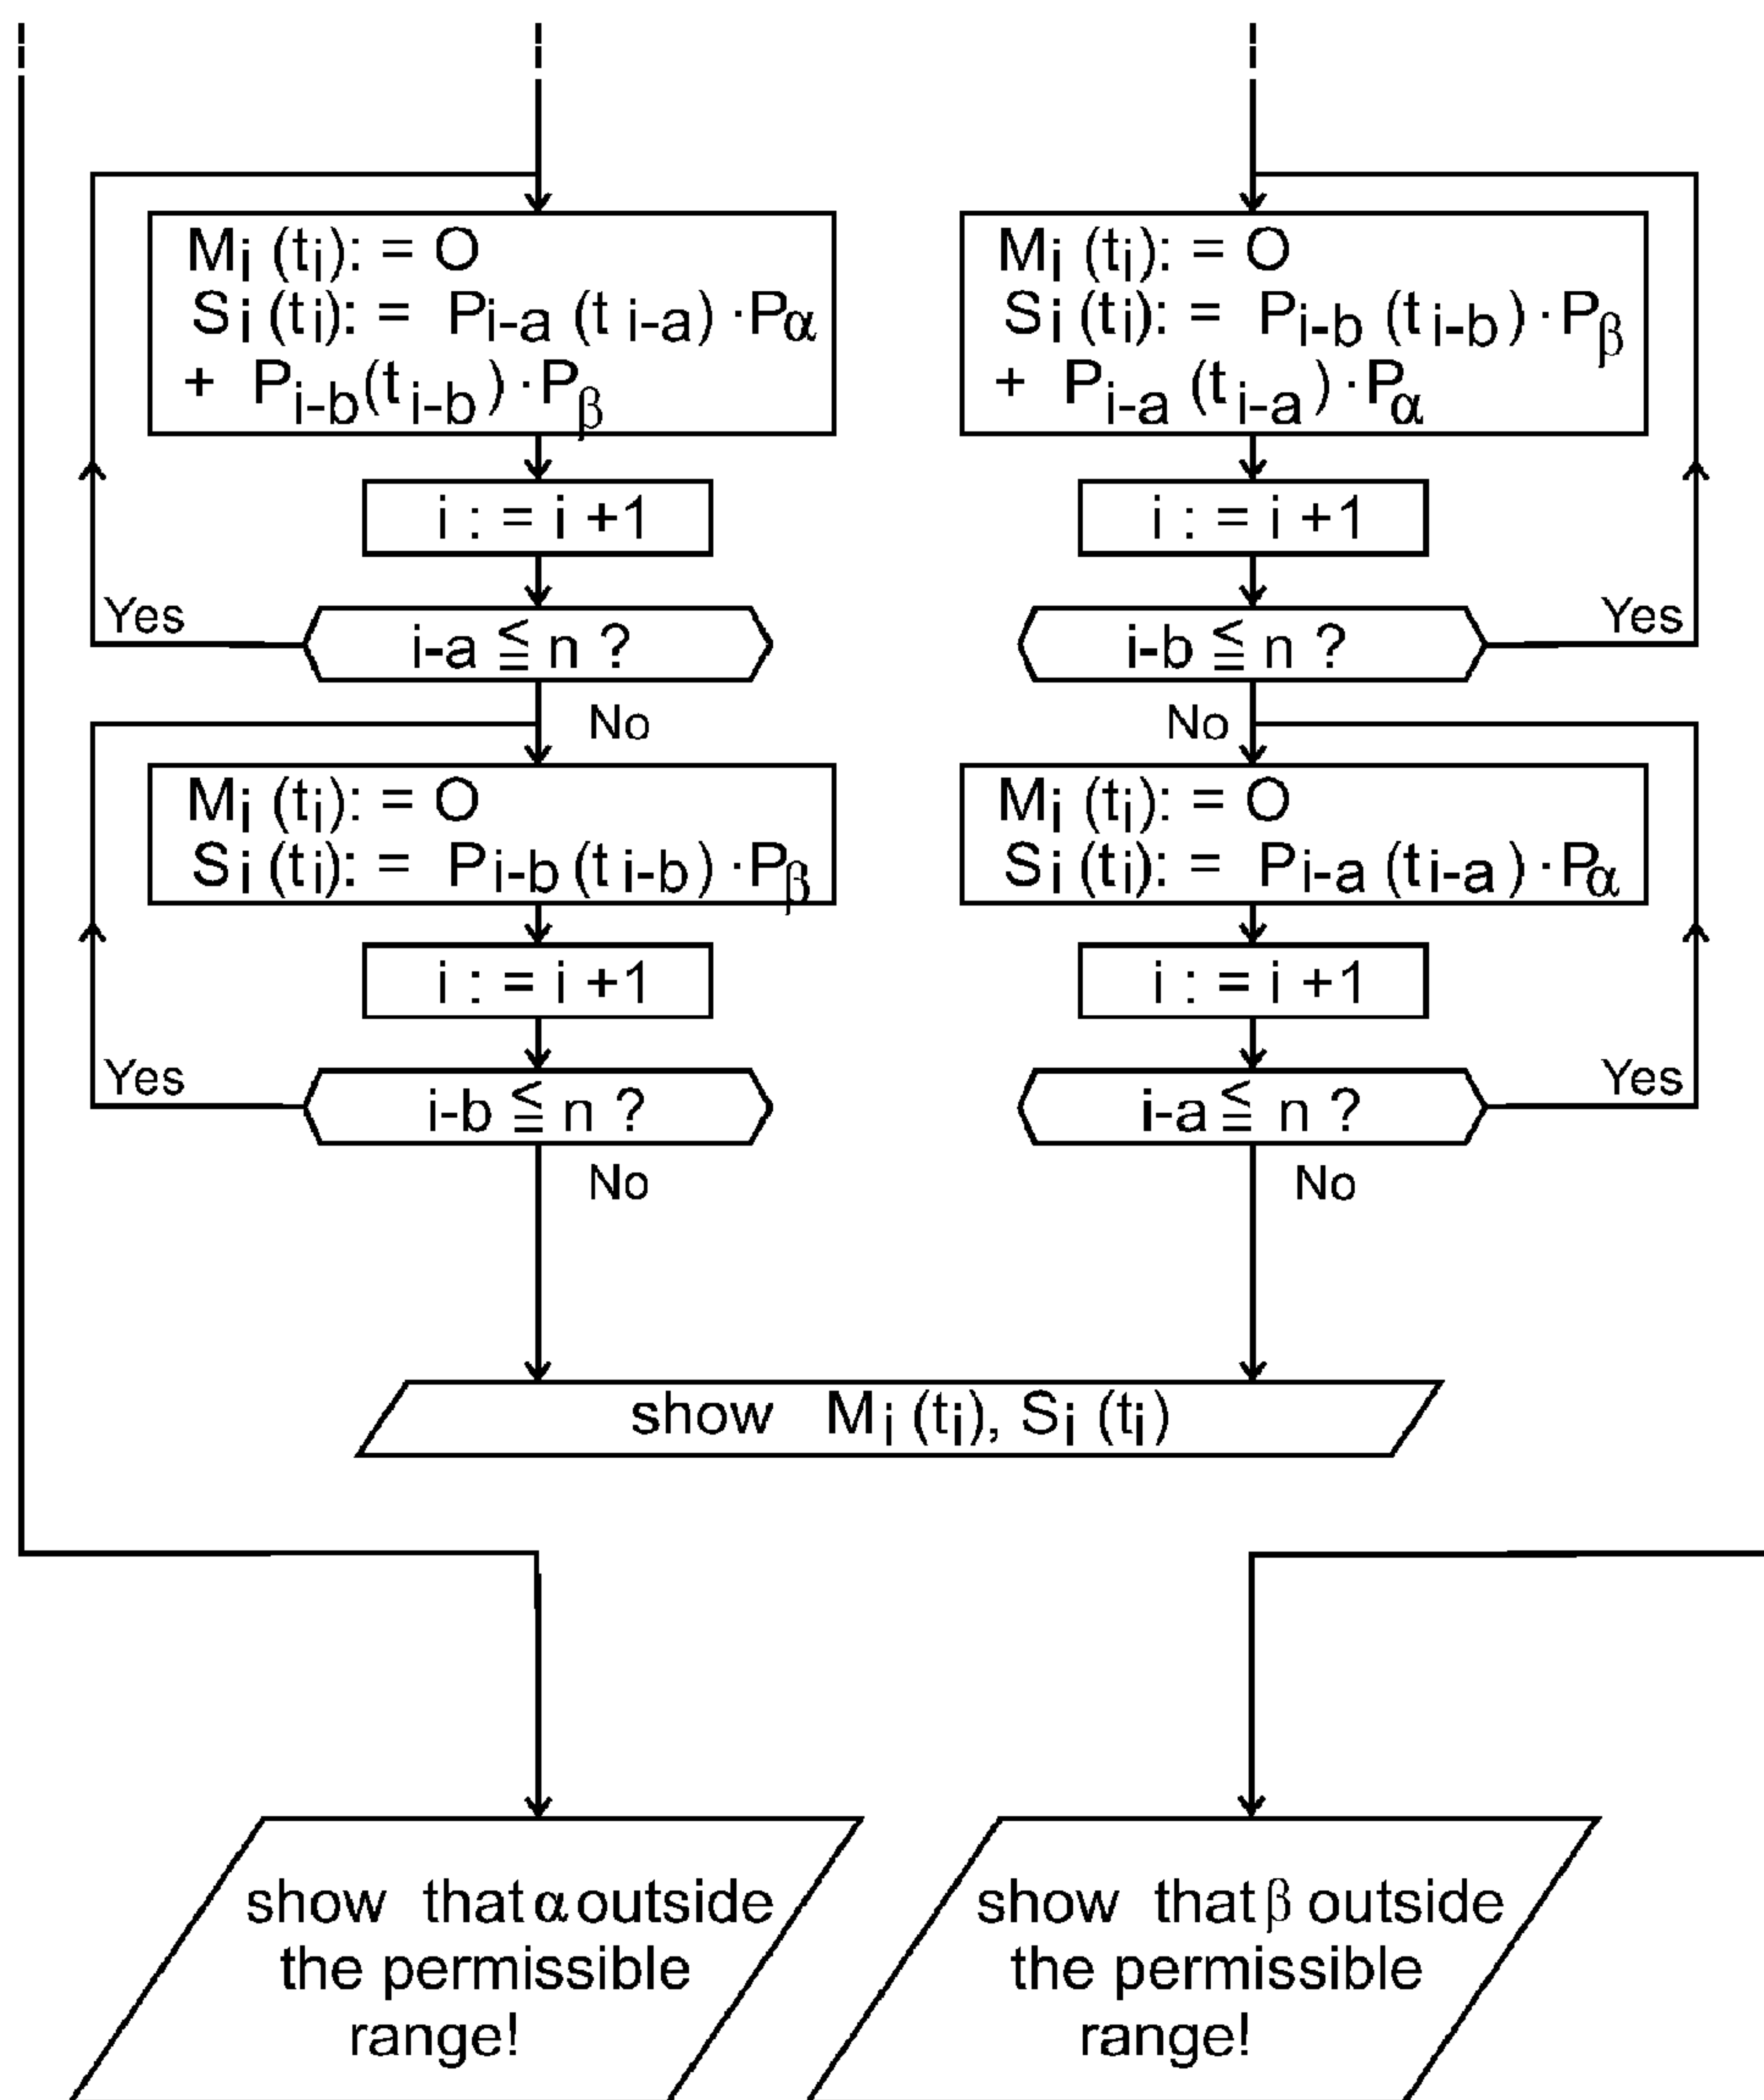 Mi (ti): = O
Si (ti): = Pi-a (t i-a) ·Pα
+ Pi-b(t i-b) ·Pβ
i : = i +1
Yes
i-a ≦ n ?
No
Mi (ti): = O
Si (ti): = Pi-b (t i-b) ·Pβ
i : = i +1
Yes
i-b ≦ n ?
No
Mi (ti): = O
Si (ti): = Pi-b (t i-b) · Pβ
+ Pi-a (t i-a) ·Pα
i : = i +1
i-b ≦ n ?
Yes
No
Mi (ti): = O
Si (ti): = Pi-a (ti-a) ·Pα
i : = i +1
i-a ≦ n ?
Yes
No
show Mi (ti), Si (ti)
show that α outside
the permissible
range!
show that β outside
the permissible
range!